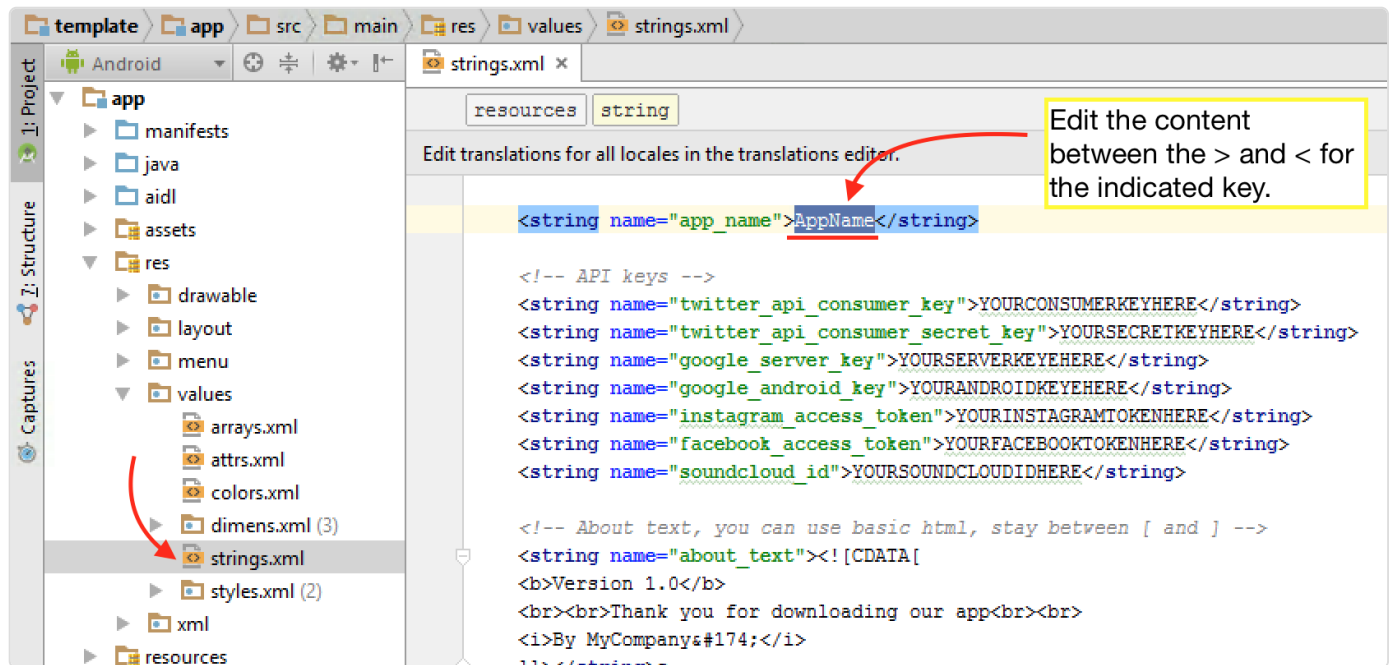 template app src main res values strings.xml
1: Project
7: Structure
Captures
Android
app
manifests
java
aidl
assets
res
drawable
layout
menu
values
arrays.xml
attrs.xml
colors.xml
dimens.xml (3)
strings.xml
styles.xml (2)
xml
resources
strings.xml ×
resources string
Edit translations for all locales in the translations editor.
Edit the content
between the > and < for
the indicated key.
<string name="app_name">AppName</string>
<!-- API keys -->
<string name="twitter_api_consumer_key">YOURCONSUMERKEYHERE</string>
<string name="twitter_api_consumer_secret_key">YOURSECRETKEYHERE</string>
<string name="google_server_key">YOURSERVERKEYEHERE</string>
<string name="google_android_key">YOURANDROIDKEYEHERE</string>
<string name="instagram_access_token">YOURINSTAGRAMTOKENHERE</string>
<string name="facebook_access_token">YOURFACEBOOKTOKENHERE</string>
<string name="soundcloud_id">YOURSOUNDCLOUDIDHERE</string>
<!-- About text, you can use basic html, stay between [ and ] -->
<string name="about_text"><![CDATA[
<b>Version 1.0</b>
<br><br>Thank you for downloading our app<br><br>
<i>By MyCompany&#174;</i>